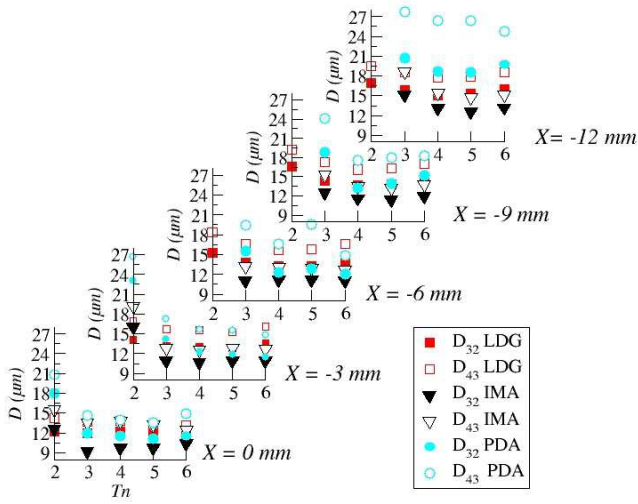 D (μm)
27
24
21
18
15
12
9
2 3 4 5 6
X = -12 mm
D (μm)
27
24
21
18
15
12
9
2 3 4 5 6
X = -9 mm
D (μm)
27
24
21
18
15
12
9
2 3 4 5 6
X = -6 mm
D (μm)
27
24
21
18
15
12
9
2 3 4 5 6
X = -3 mm
D (μm)
27
24
21
18
15
12
9
2 3 4 5 6
Tn
X = 0 mm
D32 LDG
D43 LDG
D32 IMA
D43 IMA
D32 PDA
D43 PDA